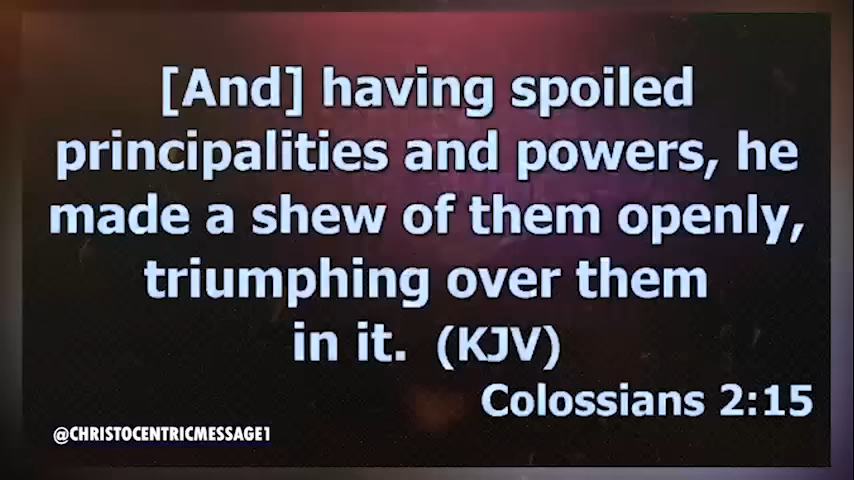 [And] having spoiled
principalities and powers, he
made a shew of them openly,
triumphing over them
in it. (KJV)
Colossians 2:15
@CHRISTOCENTRICMESSAGE1